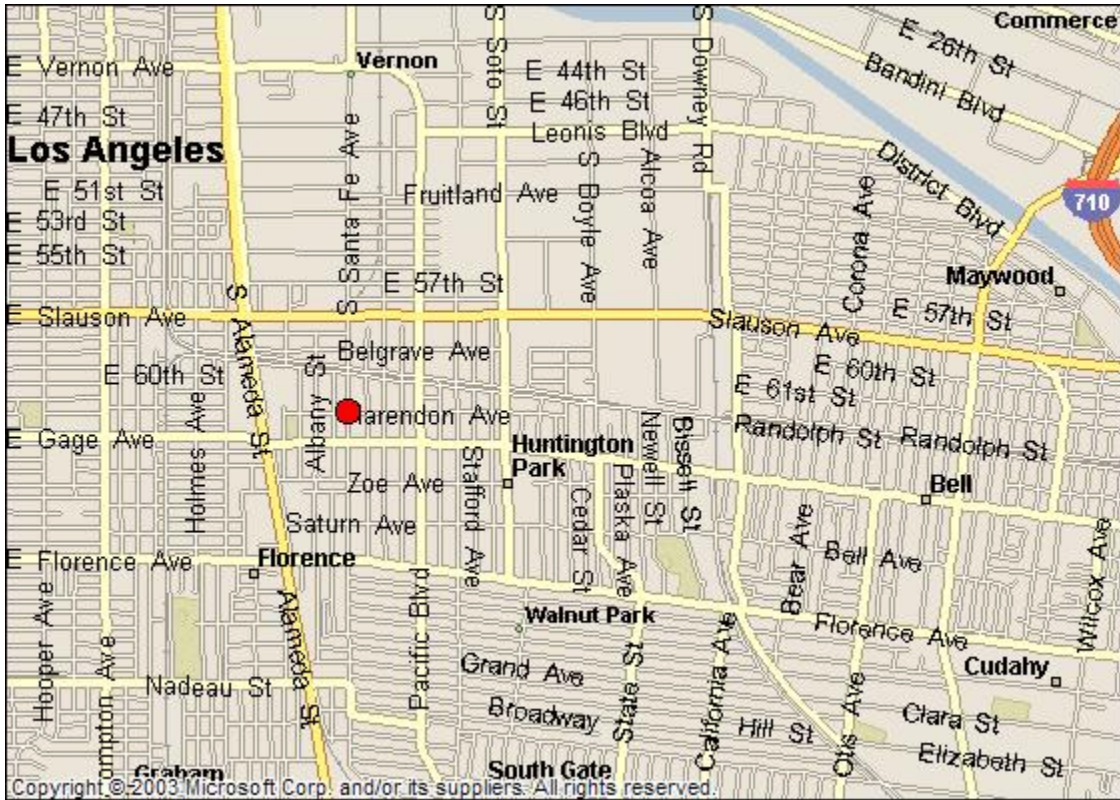 Commerce
E 26th St
Bandini Blvd
S Soto St
S Downey Rd
Vernon
E Vernon Ave
E 44th St
E 46th St
Leonis Blvd
E 47th St
Los Angeles
S Santa Fe Ave
S Boyle Ave
Alcoa Ave
District Blvd
710
E 51st St
Fruitland Ave
E 53rd St
E 55th St
Corona Ave
Maywood
E 57th St
E 57th St
E Slauson Ave
Slauson Ave
S Alameda St
Belgrave Ave
E 60th St
E 60th St
Albany St
E 61st St
larendon Ave
Holmes Ave
E Gage Ave
Huntington
Park
Newell St
Bissell St
Randolph St
Randolph St
Zoe Ave
Stafford Ave
Cedar St
Plaska Ave
Bell
Saturn Ave
Bear Ave
Bell Ave
E Florence Ave
Florence
Wilcox Ave
Hooper Ave
Alameda St
Pacific Blvd
Walnut Park
Florence Ave
ompton Ave
Nadeau St
Grand Ave
State St
California Ave
Cudahy
Broadway
Hill St
Otis Ave
Clara St
Elizabeth St
Graham
South Gate
Copyright © 2003 Microsoft Corp. and/or its suppliers. All rights reserved.